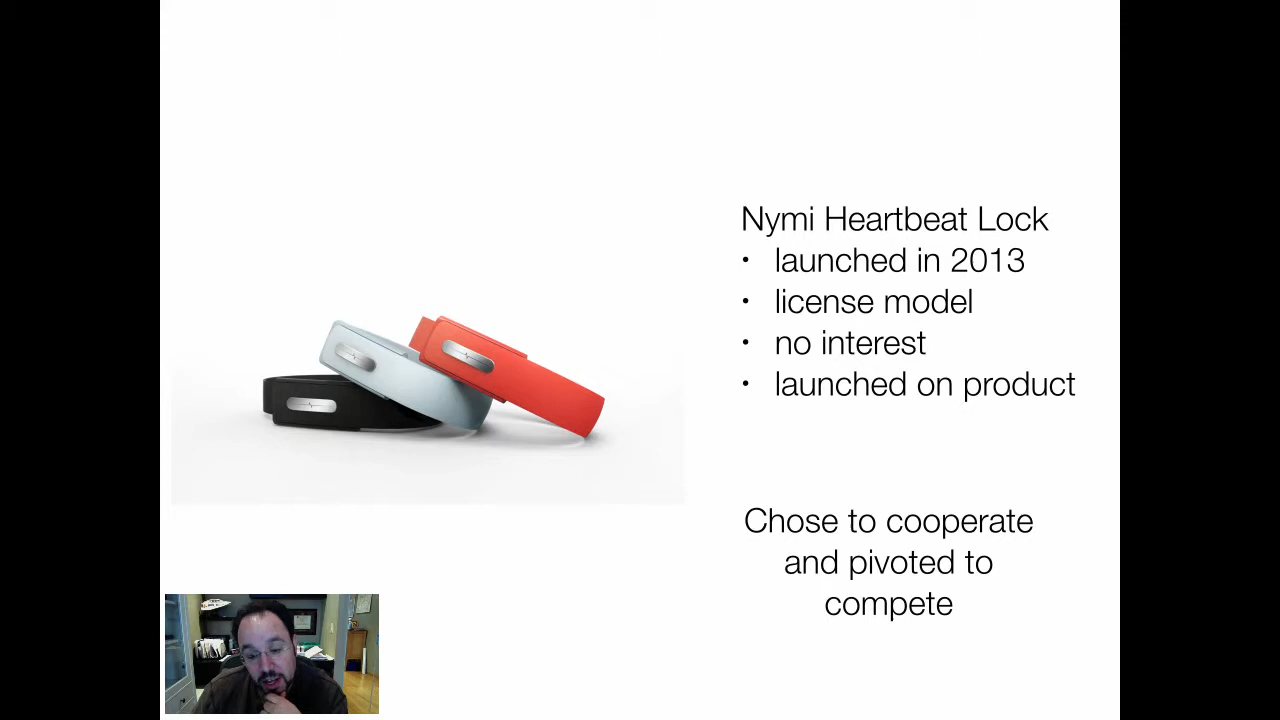 Nymi Heartbeat Lock
• launched in 2013
• license model
• no interest
• launched on product
Chose to cooperate
and pivoted to
compete